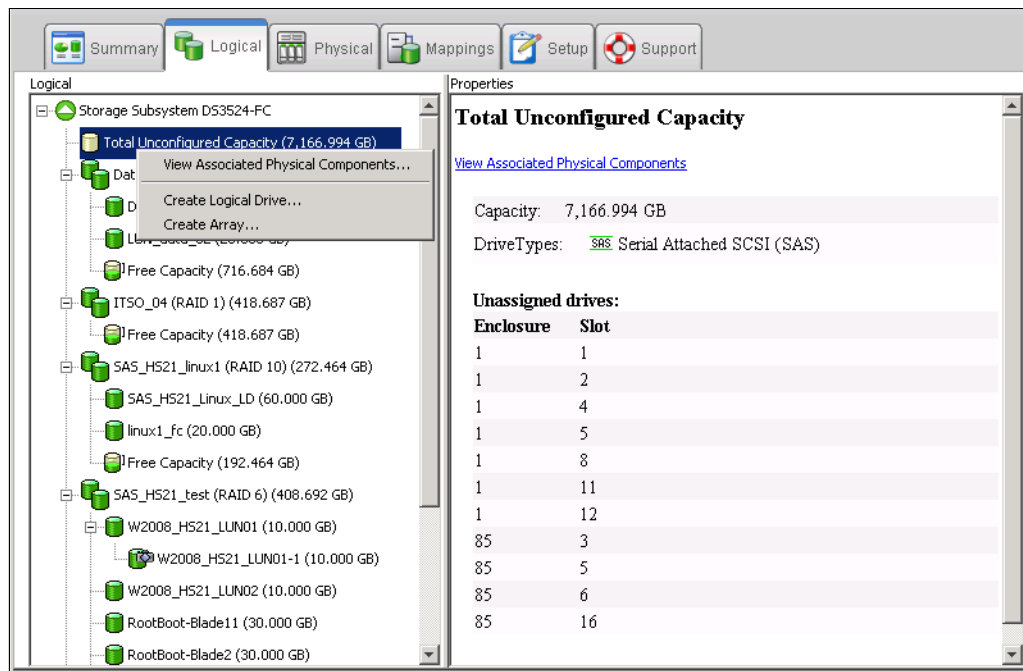 Summary Logical Physical Mappings Setup Support
Logical
Storage Subsystem DS3524-FC
Total Unconfigured Capacity (7,166.994 GB)
View Associated Physical Components...
Dat
Create Logical Drive...
D
Create Array...
Free Capacity (716.684 GB)
ITSO_04 (RAID 1) (418.687 GB)
Free Capacity (418.687 GB)
SAS_HS21_linux1 (RAID 10) (272.464 GB)
SAS_HS21_Linux_LD (60.000 GB)
linux1_fc (20.000 GB)
Free Capacity (192.464 GB)
SAS_HS21_test (RAID 6) (408.692 GB)
W2008_HS21_LUN01 (10.000 GB)
W2008_HS21_LUN01-1 (10.000 GB)
W2008_HS21_LUN02 (10.000 GB)
RootBoot-Blade11 (30.000 GB)
RootBoot-Blade2 (30.000 GB)
Properties
Total Unconfigured Capacity
View Associated Physical Components
Capacity: 7,166.994 GB
DriveTypes: SAS Serial Attached SCSI (SAS)
Unassigned drives:
Enclosure Slot
1 1
1 2
1 4
1 5
1 8
1 11
1 12
85 3
85 5
85 6
85 16